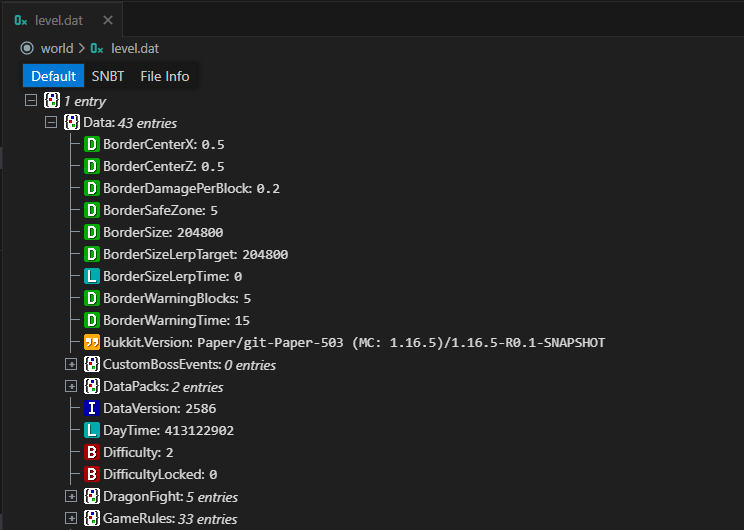 level.dat
world > level.dat
Default SNBT File Info
1 entry
Data: 43 entries
D BorderCenterX: 0.5
D BorderCenterZ: 0.5
D BorderDamagePerBlock: 0.2
D BorderSafeZone: 5
D BorderSize: 204800
D BorderSizeLerpTarget: 204800
L BorderSizeLerpTime: 0
D BorderWarningBlocks: 5
D BorderWarningTime: 15
Bukkit.Version: Paper/git-Paper-503 (MC: 1.16.5)/1.16.5-R0.1-SNAPSHOT
CustomBossEvents: 0 entries
DataPacks: 2 entries
I DataVersion: 2586
L DayTime: 413122902
B Difficulty: 2
B DifficultyLocked: 0
DragonFight: 5 entries
GameRules: 33 entries